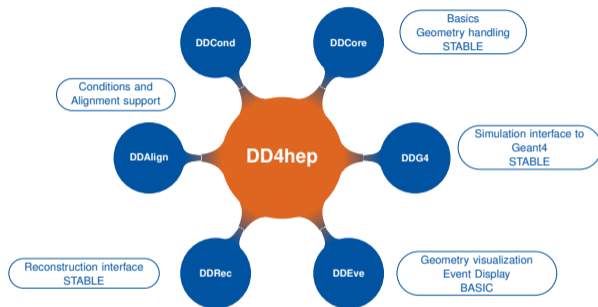 DDCond
DDCore
Basics
Geometry handling
STABLE
Conditions and
Alignment support
DDAlign
DD4hep
DDG4
Simulation interface to
Geant4
STABLE
Reconstruction interface
STABLE
DDRec
DDEve
Geometry visualization
Event Display
BASIC